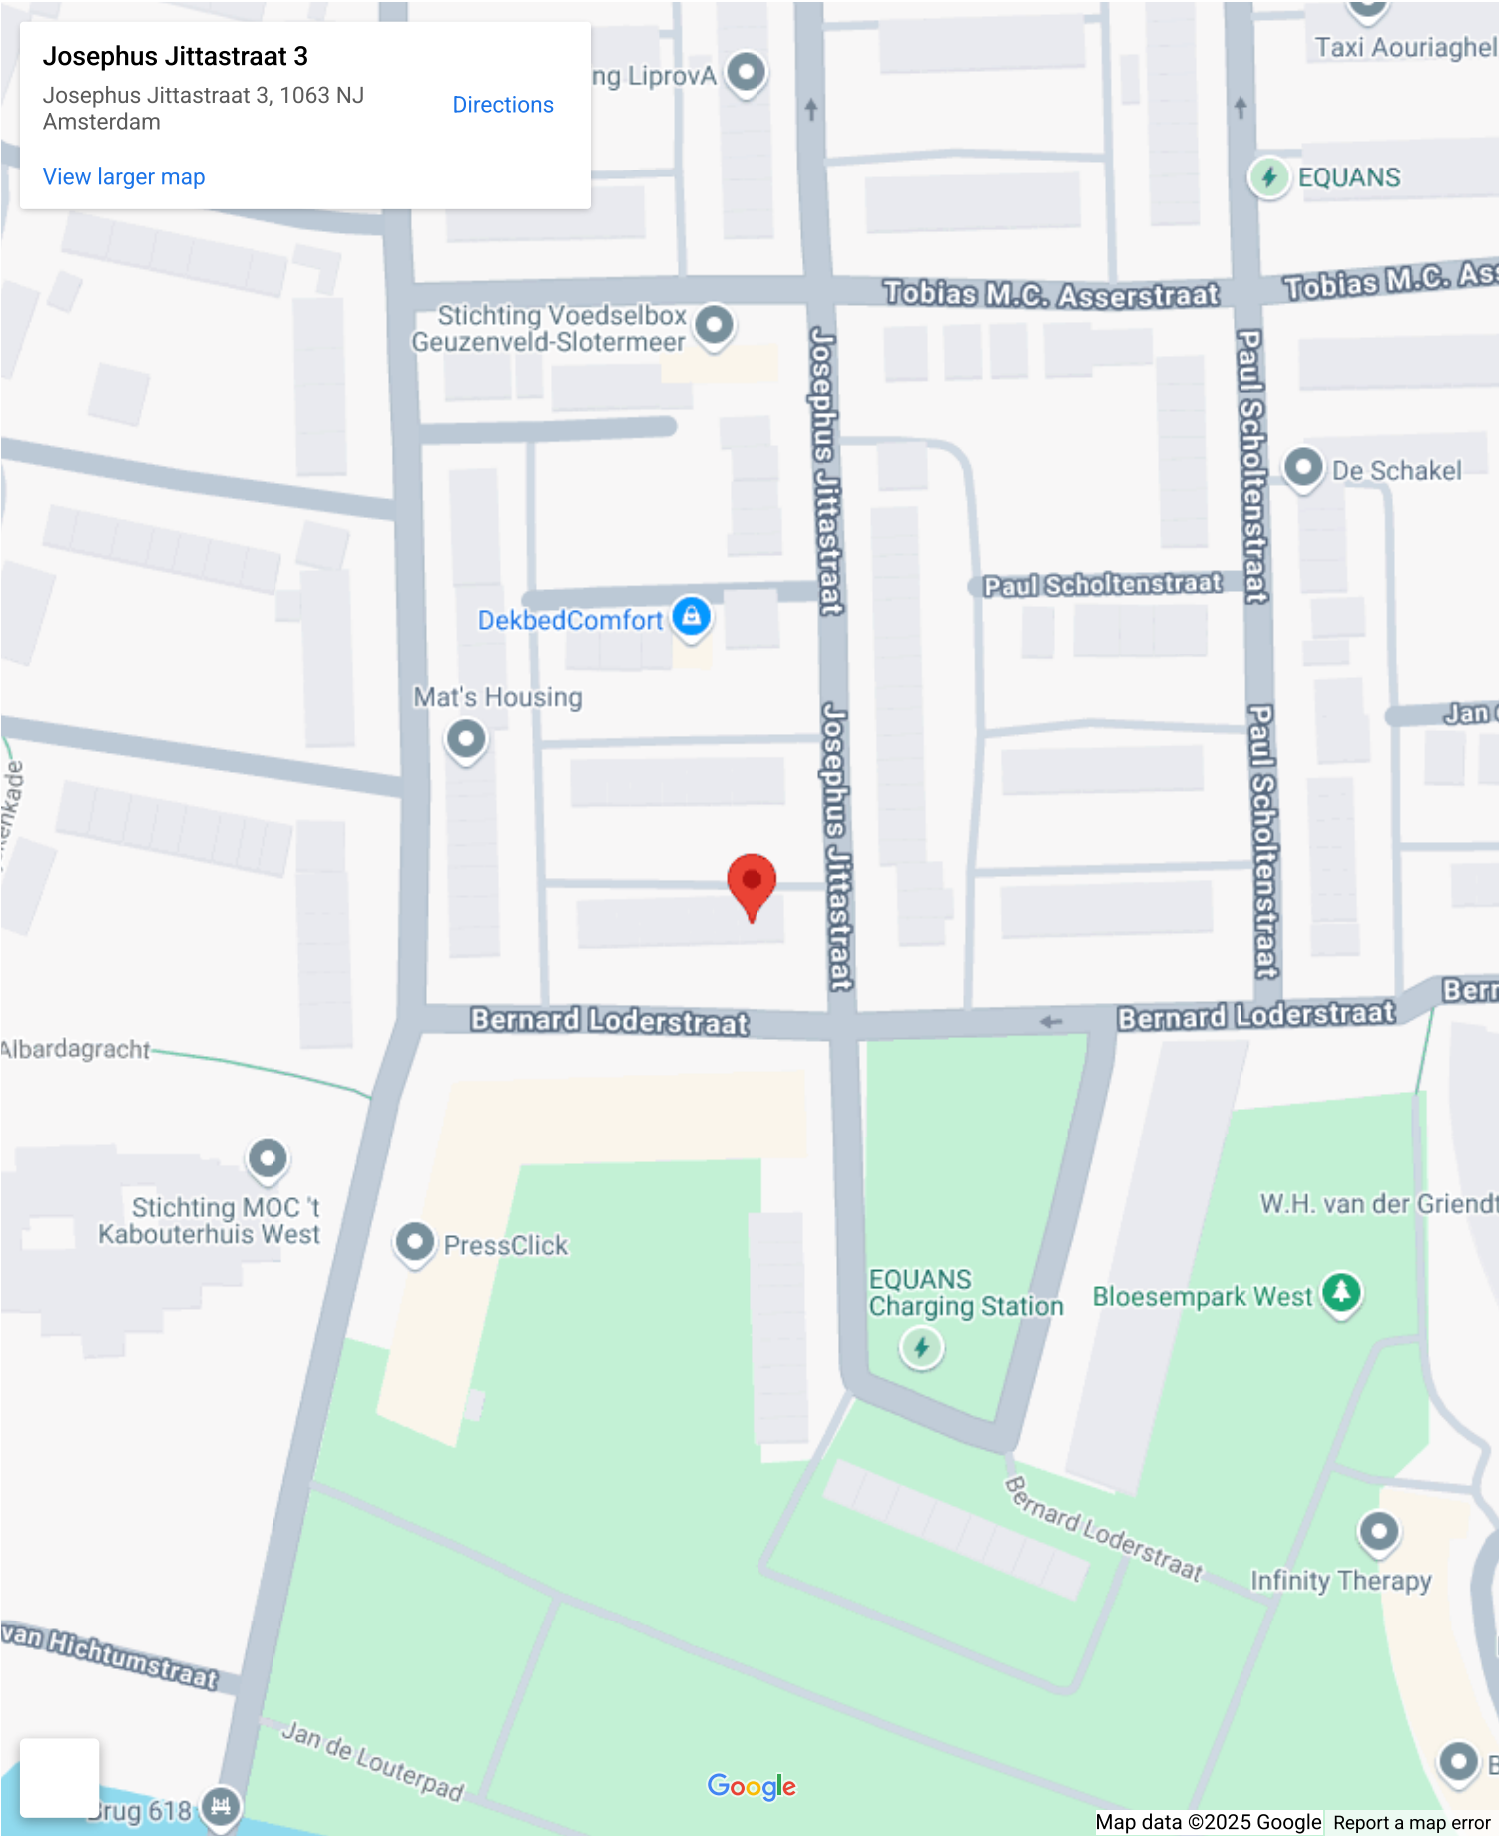 Josephus Jittastraat 3
Josephus Jittastraat 3, 1063 NJ
Amsterdam
Directions
View larger map
ng LiprovA
Taxi Aouriaghel
EQUANS
Tobias M.C. Asserstraat
Tobias M.C. Ass
Stichting Voedselbox
Geuzenveld-Slotermeer
Josephus Jittastraat
Paul Scholtenstraat
De Schakel
Paul Scholtenstraat
DekbedComfort
Mat's Housing
Josephus Jittastraat
Paul Scholtenstraat
Jan
kenkade
Bernard Loderstraat
Bernard Loderstraat
Bern
Albardagracht
Stichting MOC 't
Kabouterhuis West
PressClick
W.H. van der Griendt
EQUANS
Charging Station
Bloesempark West
Bernard Loderstraat
Infinity Therapy
van Hichtumstraat
Jan de Louterpad
Brug 618
Google
B
Map data ©2025 Google
Report a map error